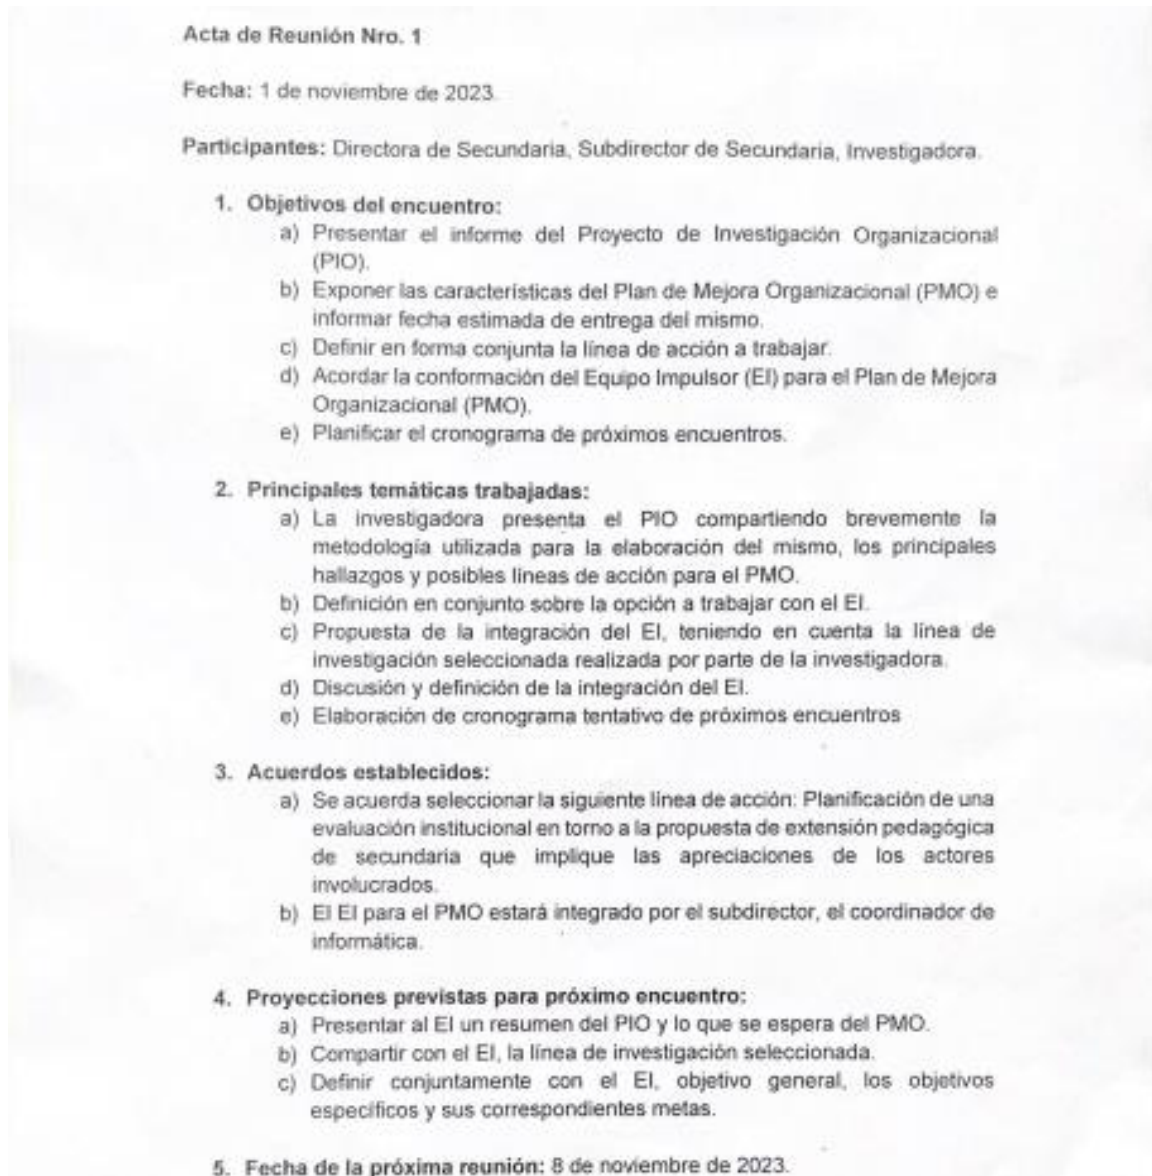 Acta de Reunión Nro. 1
Fecha: 1 de noviembre de 2023.
Participantes: Directora de Secundaria, Subdirector de Secundaria, Investigadora.
1. Objetivos del encuentro:
a) Presentar el informe del Proyecto de Investigación Organizacional
(PIO).
b) Exponer las características del Plan de Mejora Organizacional (PMO) e
informar fecha estimada de entrega del mismo.
c) Definir en forma conjunta la línea de acción a trabajar.
d) Acordar la conformación del Equipo Impulsor (EI) para el Plan de Mejora
Organizacional (PMO).
e) Planificar el cronograma de próximos encuentros.
2. Principales temáticas trabajadas:
a) La investigadora presenta el PIO compartiendo brevemente la
metodología utilizada para la elaboración del mismo, los principales
hallazgos y posibles líneas de acción para el PMO.
b) Definición en conjunto sobre la opción a trabajar con el EI.
c) Propuesta de la integración del EI, teniendo en cuenta la línea de
investigación seleccionada realizada por parte de la investigadora.
d) Discusión y definición de la integración del EI.
e) Elaboración de cronograma tentativo de próximos encuentros
3. Acuerdos establecidos:
a) Se acuerda seleccionar la siguiente línea de acción: Planificación de una
evaluación institucional en torno a la propuesta de extensión pedagógica
de secundaria que implique las apreciaciones de los actores
involucrados.
b) El EI para el PMO estará integrado por el subdirector, el coordinador de
informática.
4. Proyecciones previstas para próximo encuentro:
a) Presentar al EI un resumen del PIO y lo que se espera del PMO.
b) Compartir con el EI, la línea de investigación seleccionada.
c) Definir conjuntamente con el EI, objetivo general, los objetivos
específicos y sus correspondientes metas.
5. Fecha de la próxima reunión: 8 de noviembre de 2023.